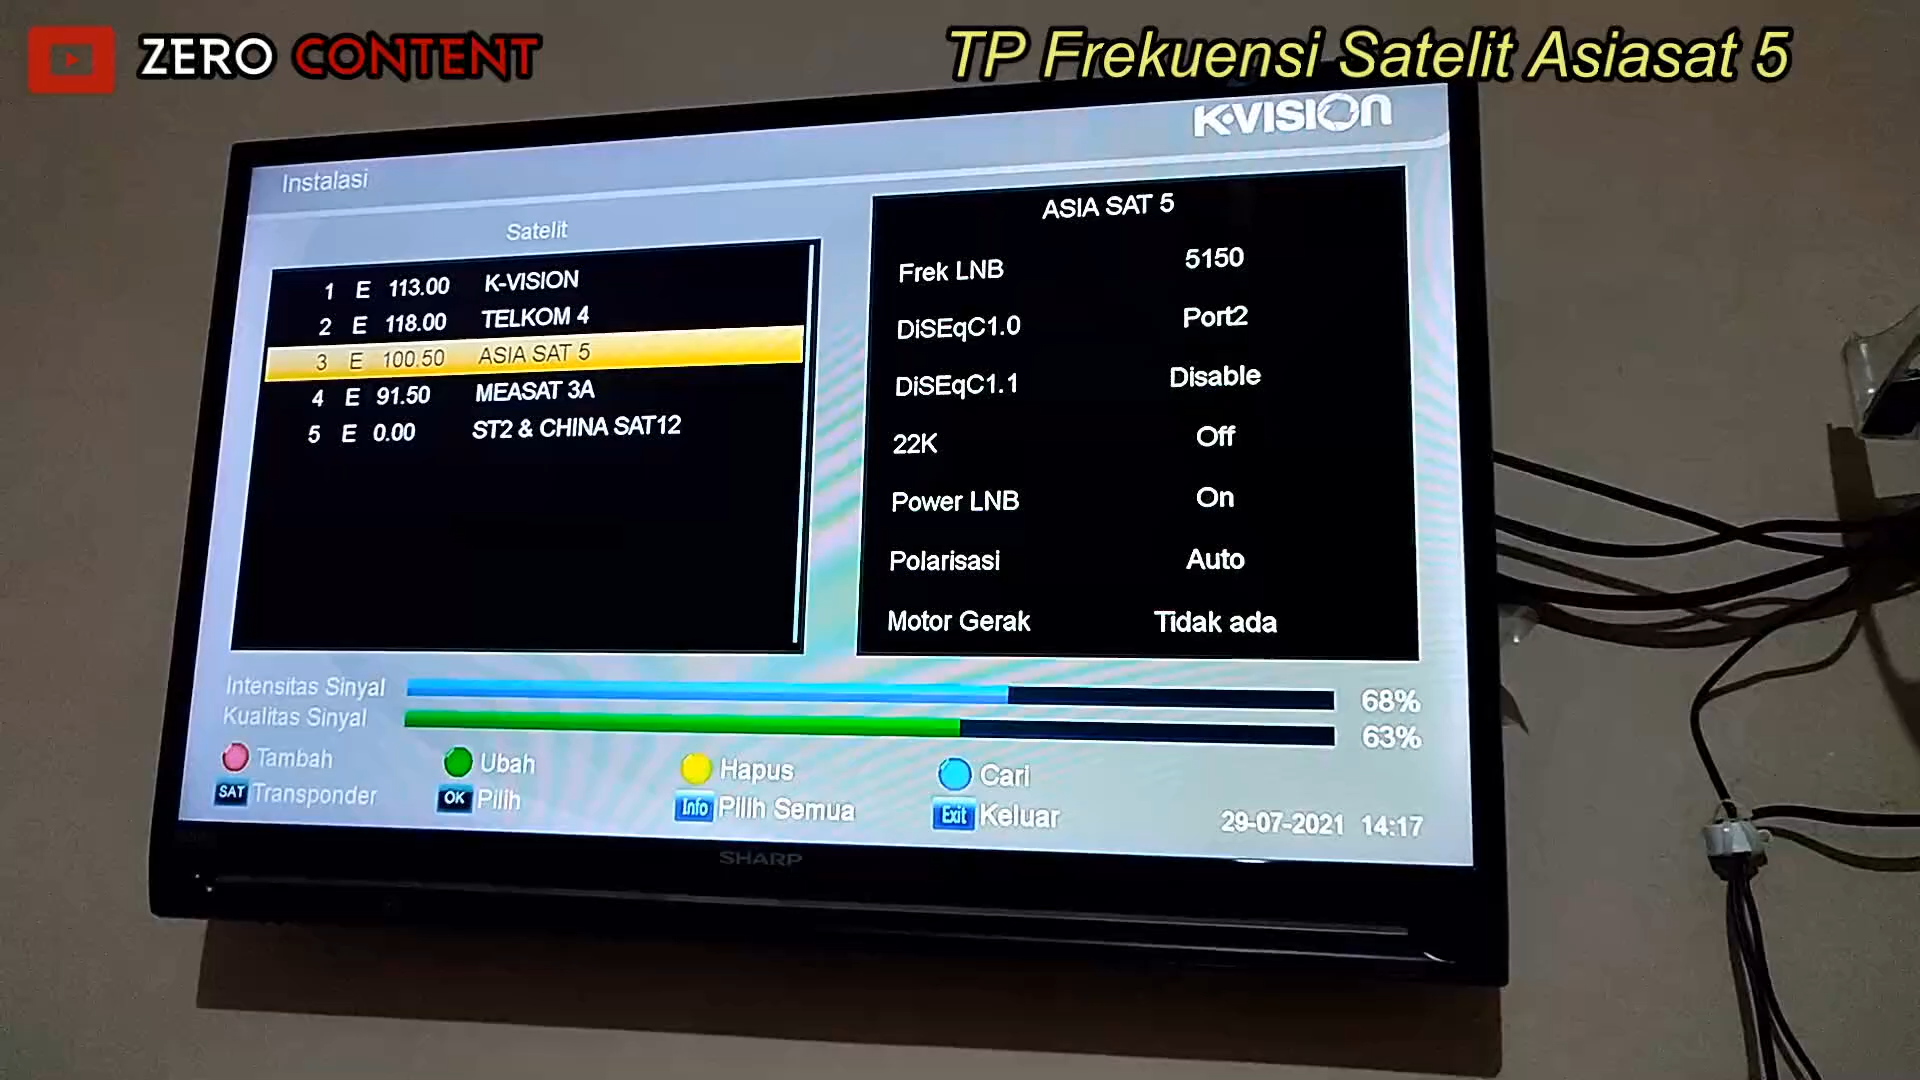 ZERO CONTENT
TP Frekuensi Satelit Asiasat 5
K-VISION
Instalasi
Satelit
1 E 113.00 K-VISION
2 E 118.00 TELKOM 4
3 E 100.50 ASIA SAT 5
4 E 91.50 MEASAT 3A
5 E 0.00 ST2 & CHINA SAT12
ASIA SAT 5
Frek LNB 5150
DiSEqC1.0 Port2
DiSEqC1.1 Disable
22K Off
Power LNB On
Polarisasi Auto
Motor Gerak Tidak ada
Intensitas Sinyal 68%
Kualitas Sinyal 63%
Tambah Ubah Hapus Cari
SAT Transponder OK Pilih Info Pilih Semua Exit Keluar
29-07-2021 14:17
SHARP